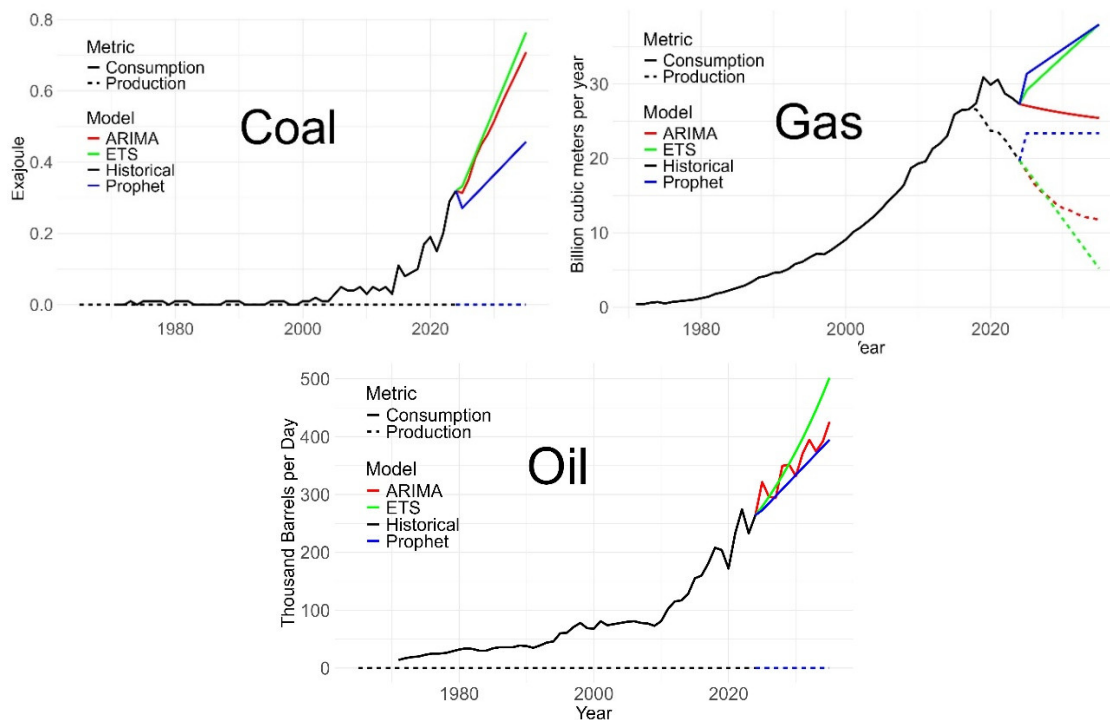 0.8
0.6
0.4
0.2
0.0
Exajoule
Metric
Consumption
Production
Model
ARIMA
ETS
Historical
Prophet
Coal
1980
2000
2020
30
20
10
0
Billion cubic meters per year
Metric
Consumption
Production
Model
ARIMA
ETS
Historical
Prophet
Gas
1980
2000
2020
Year
500
400
300
200
100
0
Thousand Barrels per Day
Metric
Consumption
Production
Model
ARIMA
ETS
Historical
Prophet
Oil
1980
2000
2020
Year